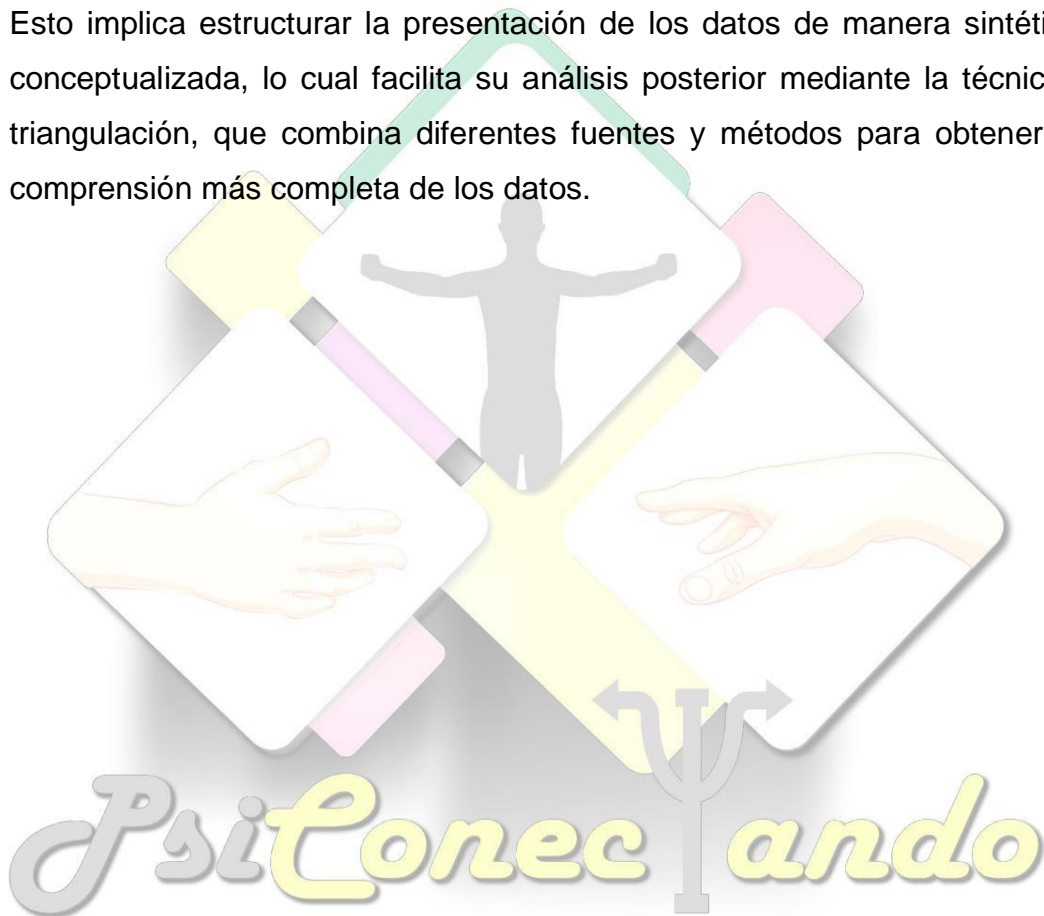 Esto implica estructurar la presentación de los datos de manera sintéti
conceptualizada, lo cual facilita su análisis posterior mediante la técnic
triangulación, que combina diferentes fuentes y métodos para obtener
comprensión más completa de los datos.
PsiConecΨando